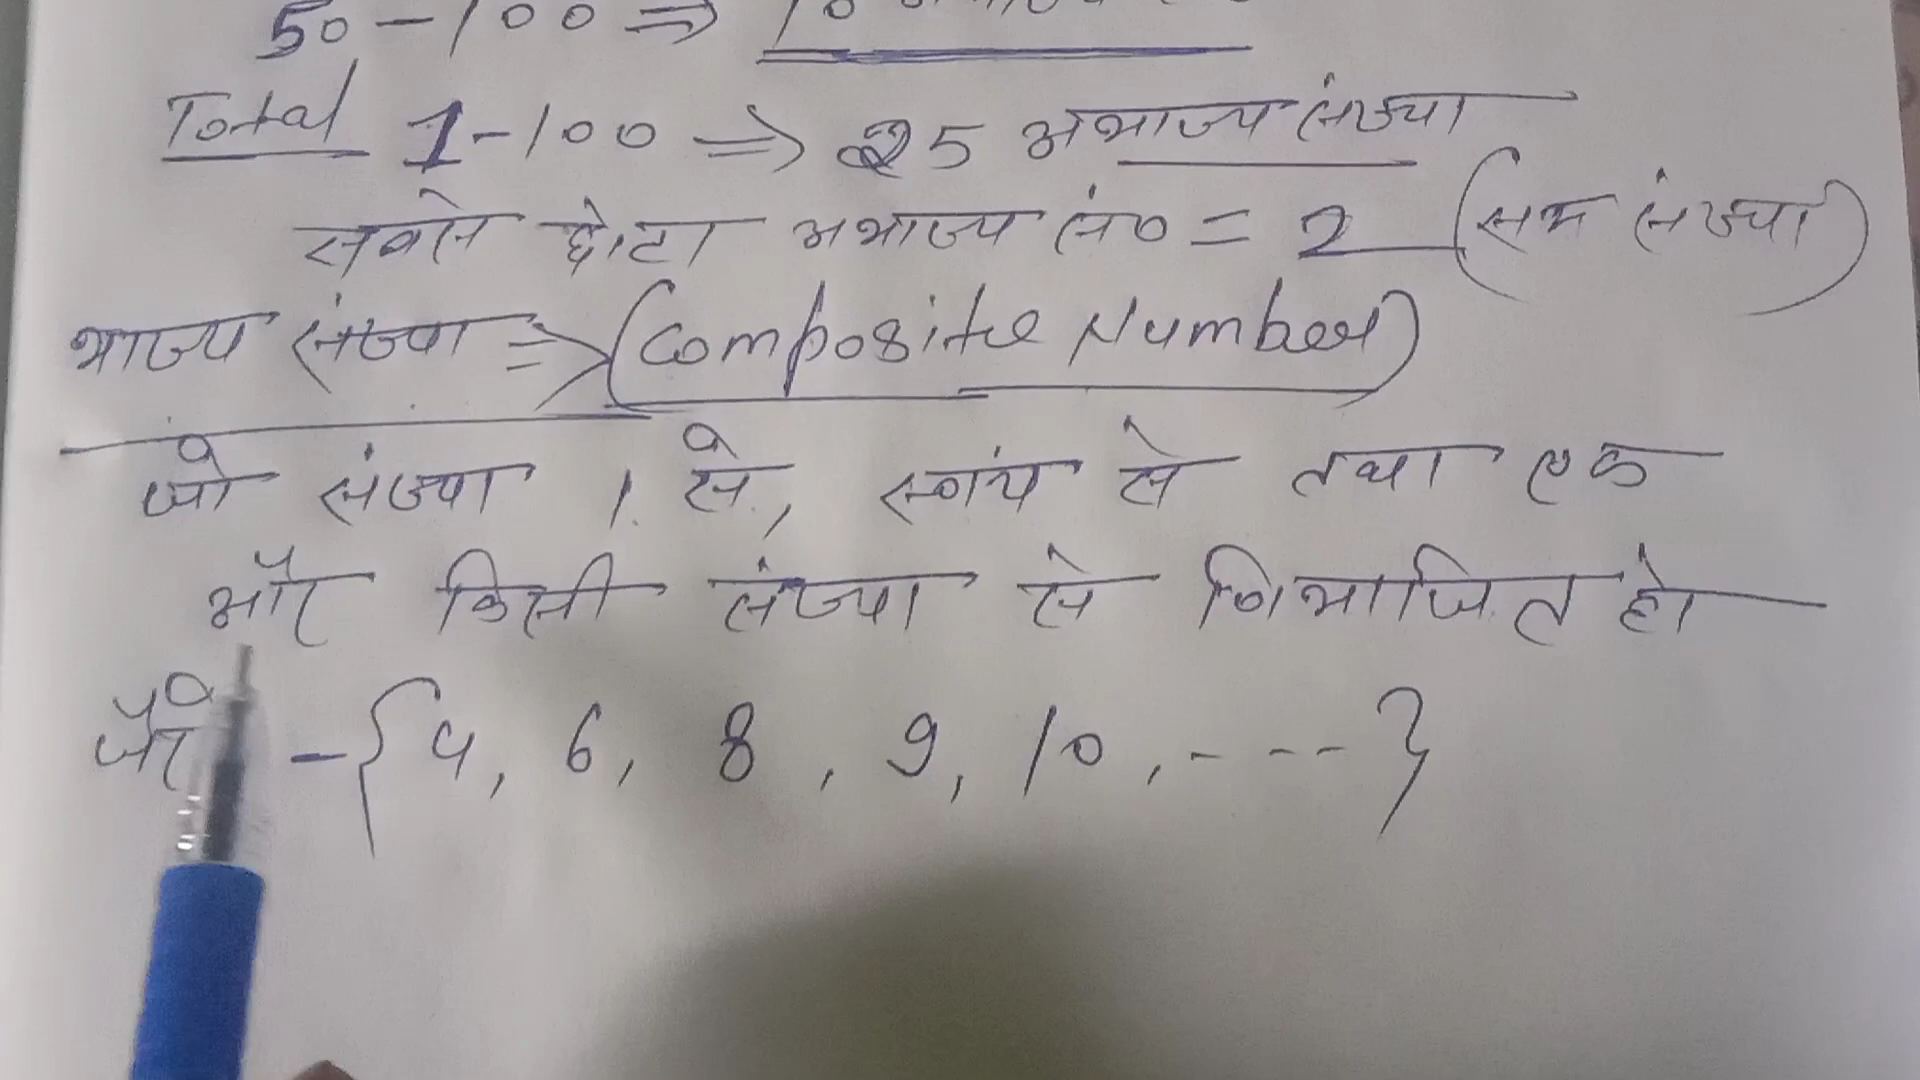 50-100 ⇒ 10
Total 1-100 ⇒ 25 अभाज्य संख्या
सबसे छोटा अभाज्य सं० = 2 (सम संख्या)
भाज्य संख्या ⇒ (Composite Number)
जो संख्या 1 से, स्वंय से तथा एक
और किसी संख्या से विभाजित हो
जैसे - {4, 6, 8, 9, 10, ----}